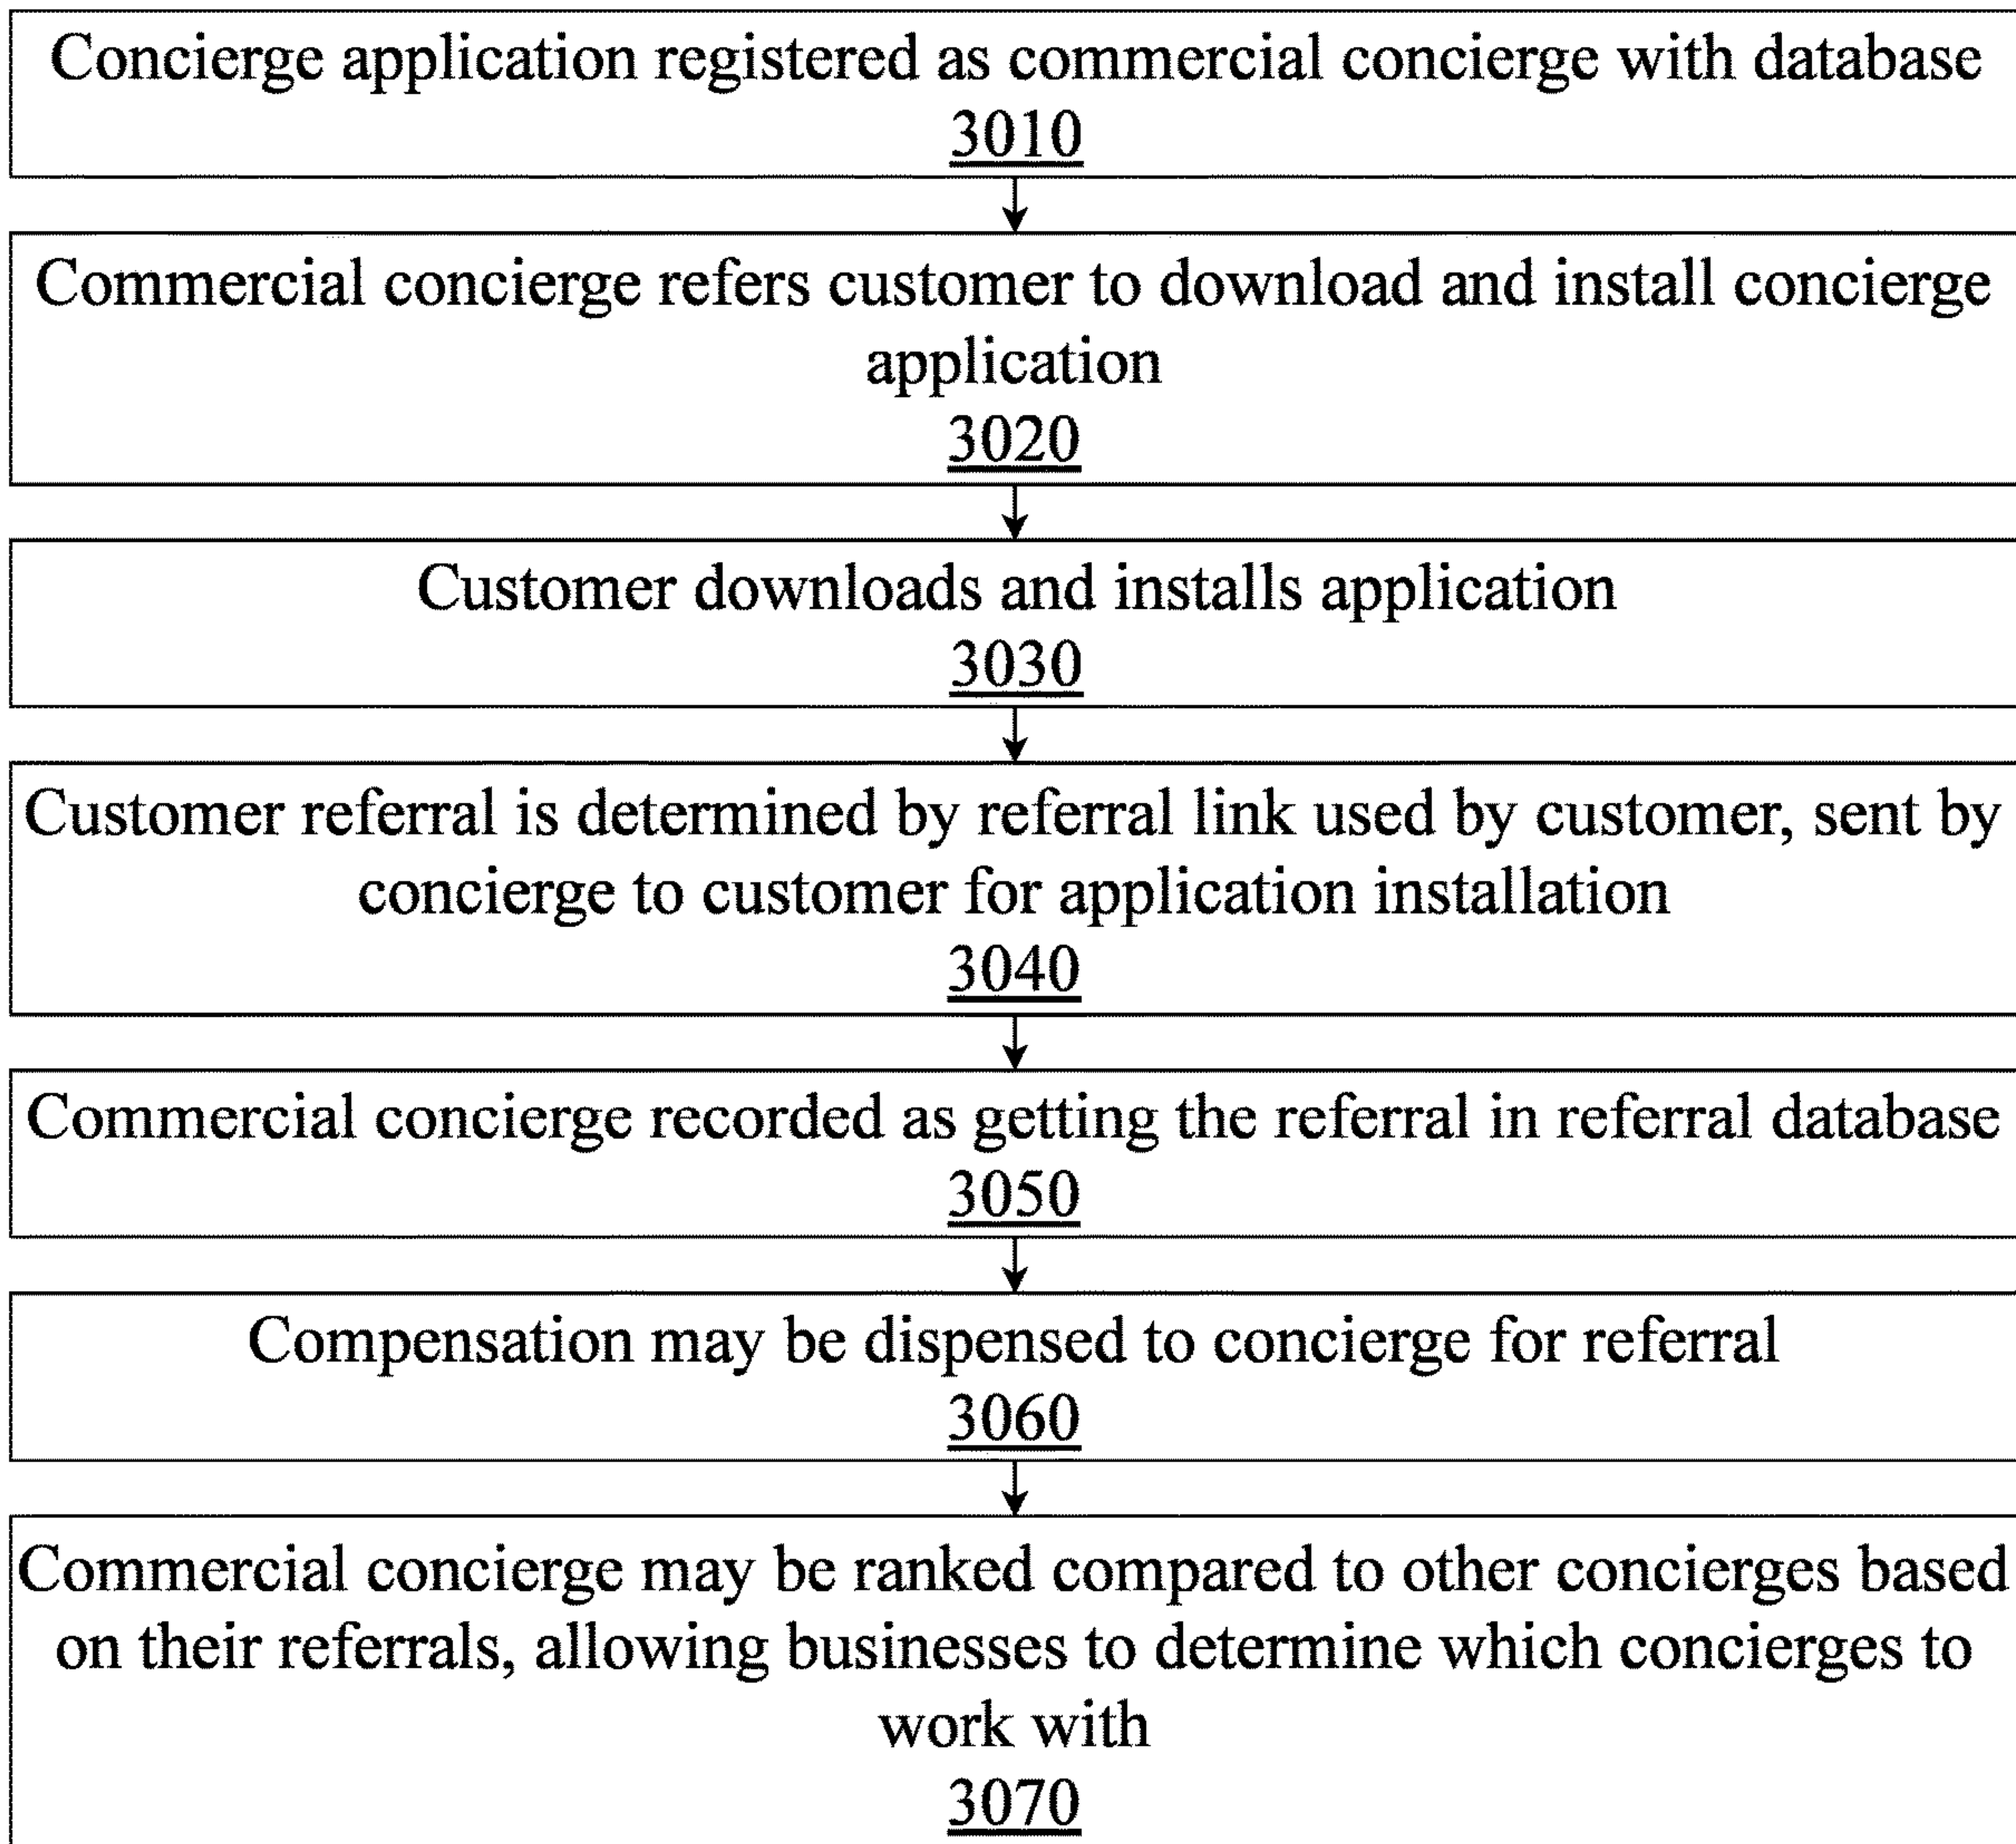 Concierge application registered as commercial concierge with database
3010
Commercial concierge refers customer to download and install concierge
application
3020
Customer downloads and installs application
3030
Customer referral is determined by referral link used by customer, sent by
concierge to customer for application installation
3040
Commercial concierge recorded as getting the referral in referral database
3050
Compensation may be dispensed to concierge for referral
3060
Commercial concierge may be ranked compared to other concierges based
on their referrals, allowing businesses to determine which concierges to
work with
3070